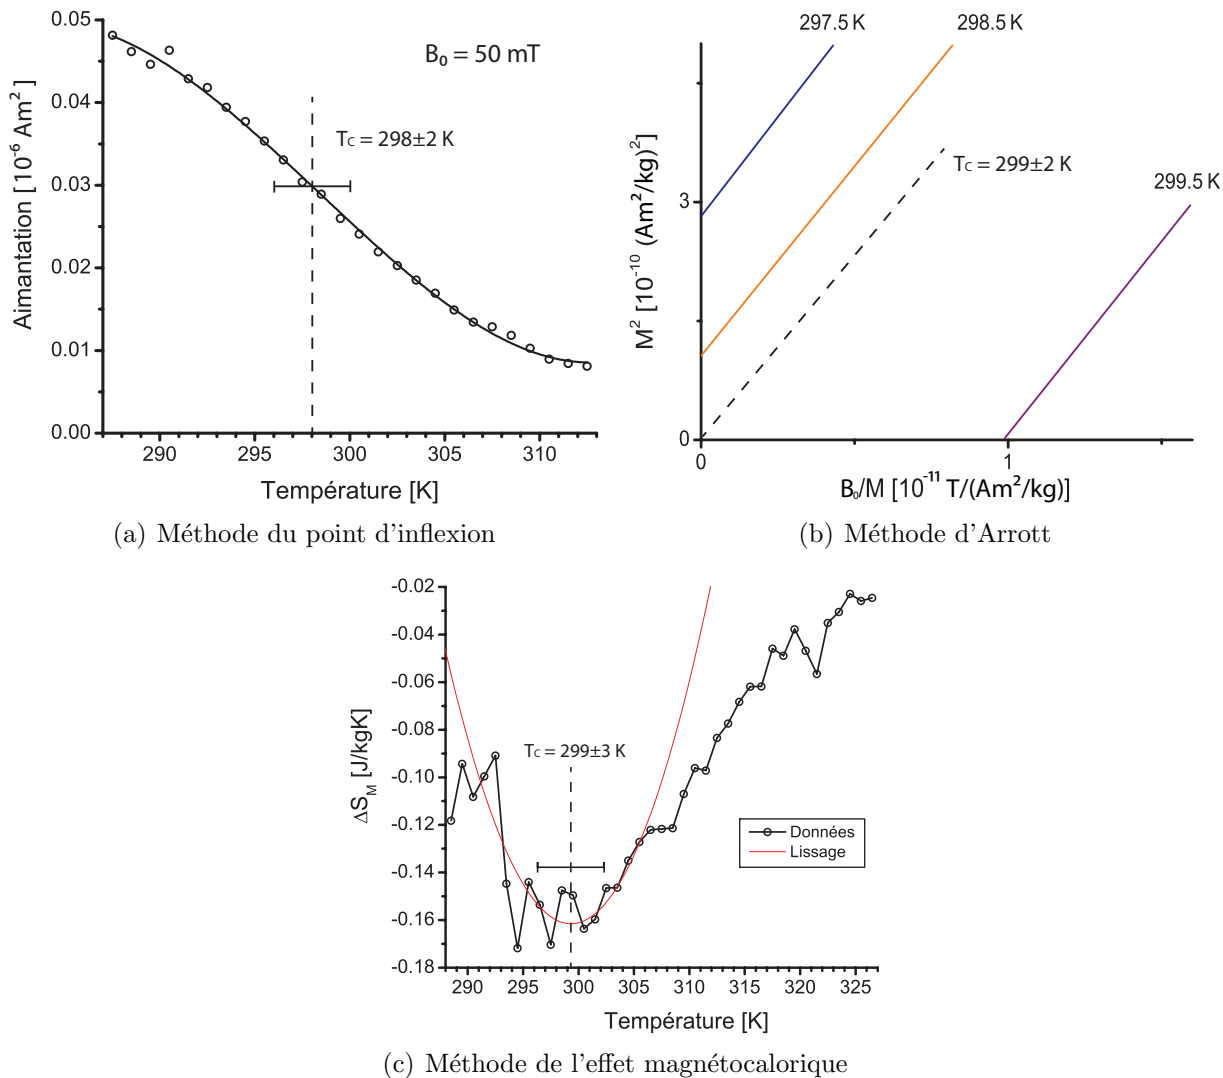 0.05
0.04
0.03
0.02
0.01
0.00
Aimantation [10⁻⁶ Am²]
B₀ = 50 mT
T_C = 298±2 K
290 295 300 305 310
Température [K]
(a) Méthode du point d'inflexion
297.5 K
298.5 K
T_C = 299±2 K
299.5 K
3
0
M² [10⁻¹⁰ (Am²/kg)²]
0 1
B₀/M [10⁻¹¹ T/(Am²/kg)]
(b) Méthode d'Arrott
-0.02
-0.04
-0.06
-0.08
-0.10
-0.12
-0.14
-0.16
-0.18
ΔS_M [J/kgK]
T_C = 299±3 K
Données
Lissage
290 295 300 305 310 315 320 325
Température [K]
(c) Méthode de l'effet magnétocalorique